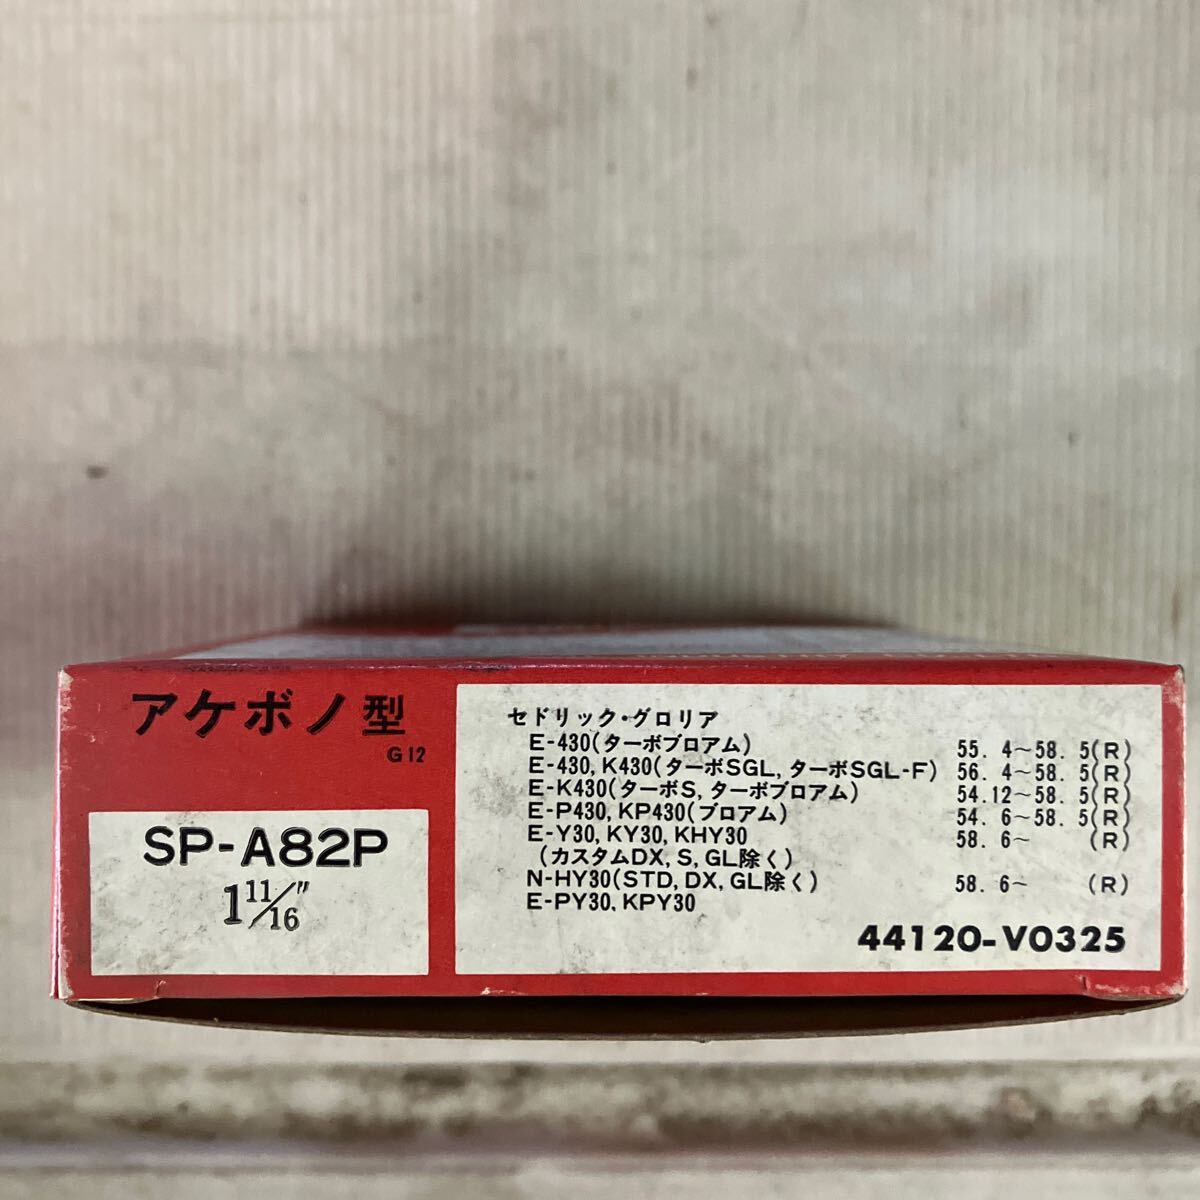 アケボノ型
G12
SP-A82P
1 11/16"
セドリック・グロリア
E-430(ターボブロアム) 55. 4~58. 5(R)
E-430, K430(ターボSGL, ターボSGL-F) 56. 4~58. 5(R)
E-K430(ターボS, ターボブロアム) 54.12~58. 5(R)
E-P430, KP430(ブロアム) 54. 6~58. 5(R)
E-Y30, KY30, KHY30 58. 6~ (R)
(カスタムDX, S, GL除く)
N-HY30(STD, DX, GL除く) 58. 6~ (R)
E-PY30, KPY30
44120-V0325